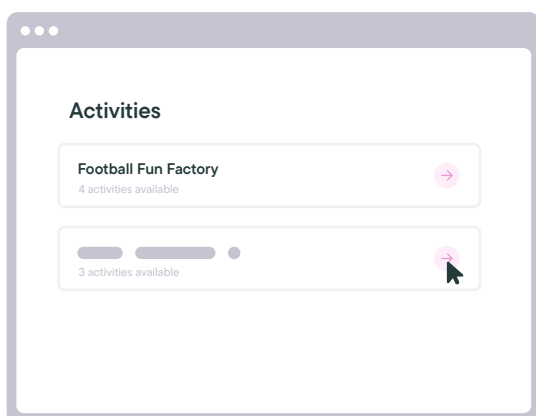 Activities
Football Fun Factory
4 activities available
3 activities available